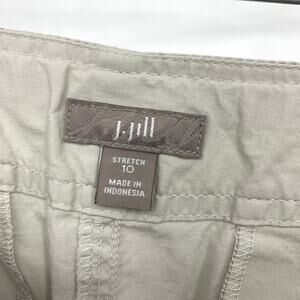 J.Jill
STRETCH
10
MADE IN
INDONESIA